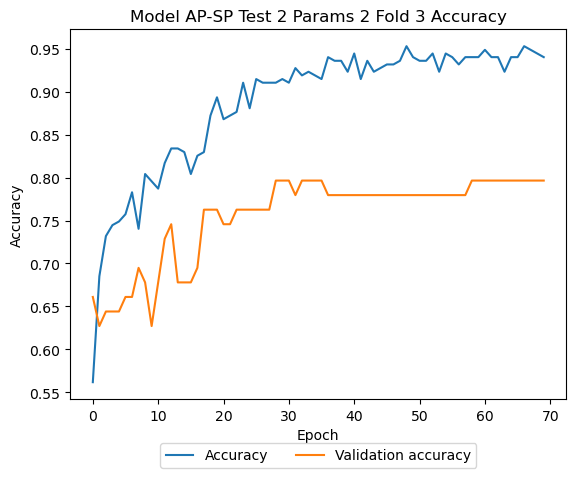 Model AP-SP Test 2 Params 2 Fold 3 Accuracy
Accuracy
0.95
0.90
0.85
0.80
0.75
0.70
0.65
0.60
0.55
0 10 20 30 40 50 60 70
Epoch
Accuracy Validation accuracy